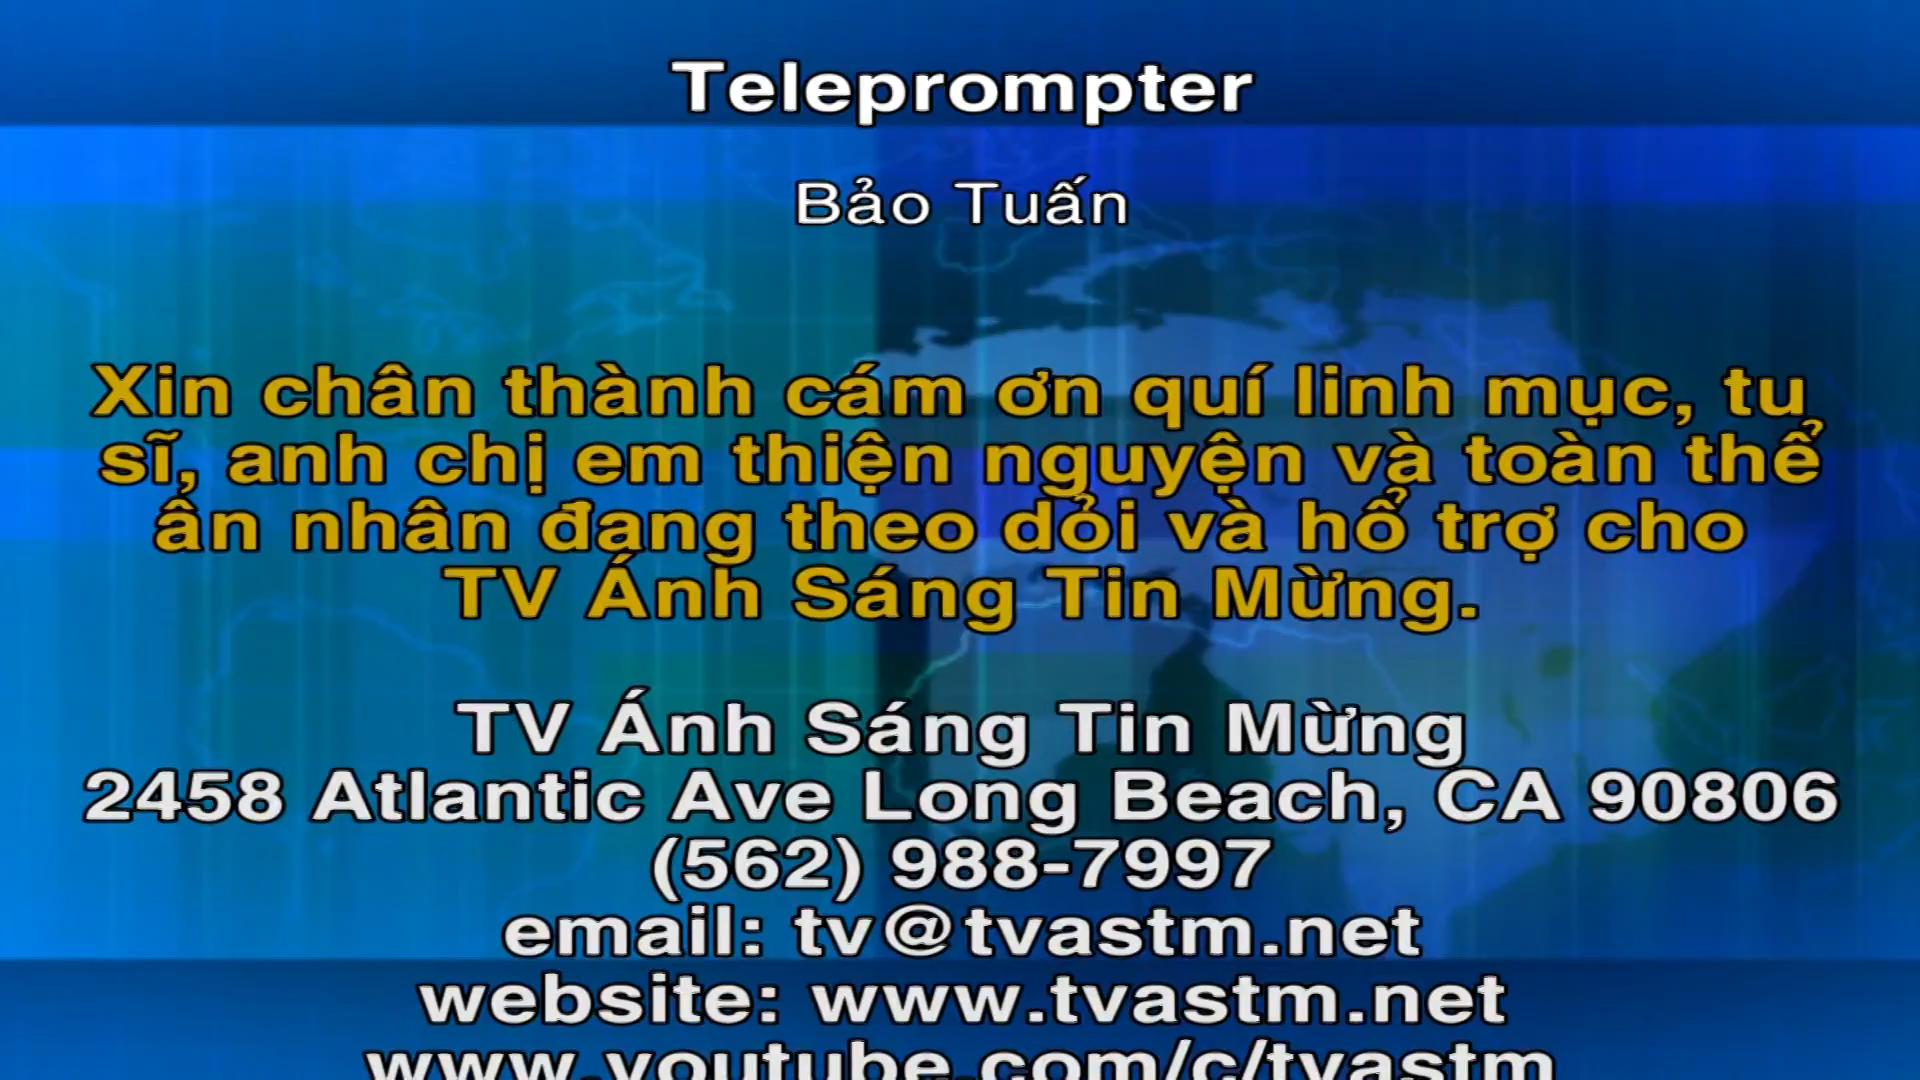 Teleprompter
Bảo Tuấn
Xin chân thành cám ơn quí linh mục, tu
sĩ, anh chị em thiện nguyện và toàn thể
ân nhân đang theo dỏi và hổ trợ cho
TV Ánh Sáng Tin Mừng.
TV Ánh Sáng Tin Mừng
2458 Atlantic Ave Long Beach, CA 90806
(562) 988-7997
email: tv@tvastm.net
website: www.tvastm.net
www.youtube.com/c/tvastm